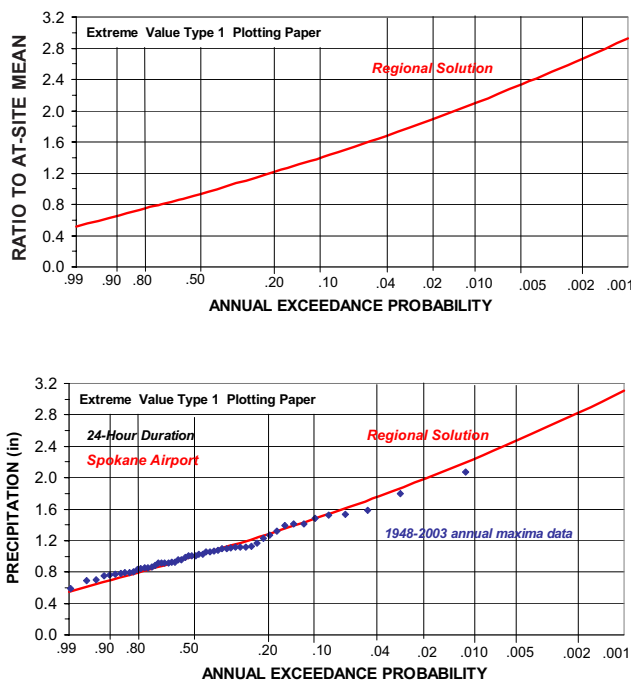 3.2
Extreme Value Type 1 Plotting Paper
2.8
Regional Solution
2.4
2.0
1.6
1.2
0.8
0.4
0.0
RATIO TO AT-SITE MEAN
.99 .90 .80 .50 .20 .10 .04 .02 .010 .005 .002 .001
ANNUAL EXCEEDANCE PROBABILITY
3.2
Extreme Value Type 1 Plotting Paper
2.8
24-Hour Duration
Regional Solution
2.4
Spokane Airport
2.0
1.6
1948-2003 annual maxima data
1.2
0.8
0.4
0.0
PRECIPITATION (in)
.99 .90 .80 .50 .20 .10 .04 .02 .010 .005 .002 .001
ANNUAL EXCEEDANCE PROBABILITY